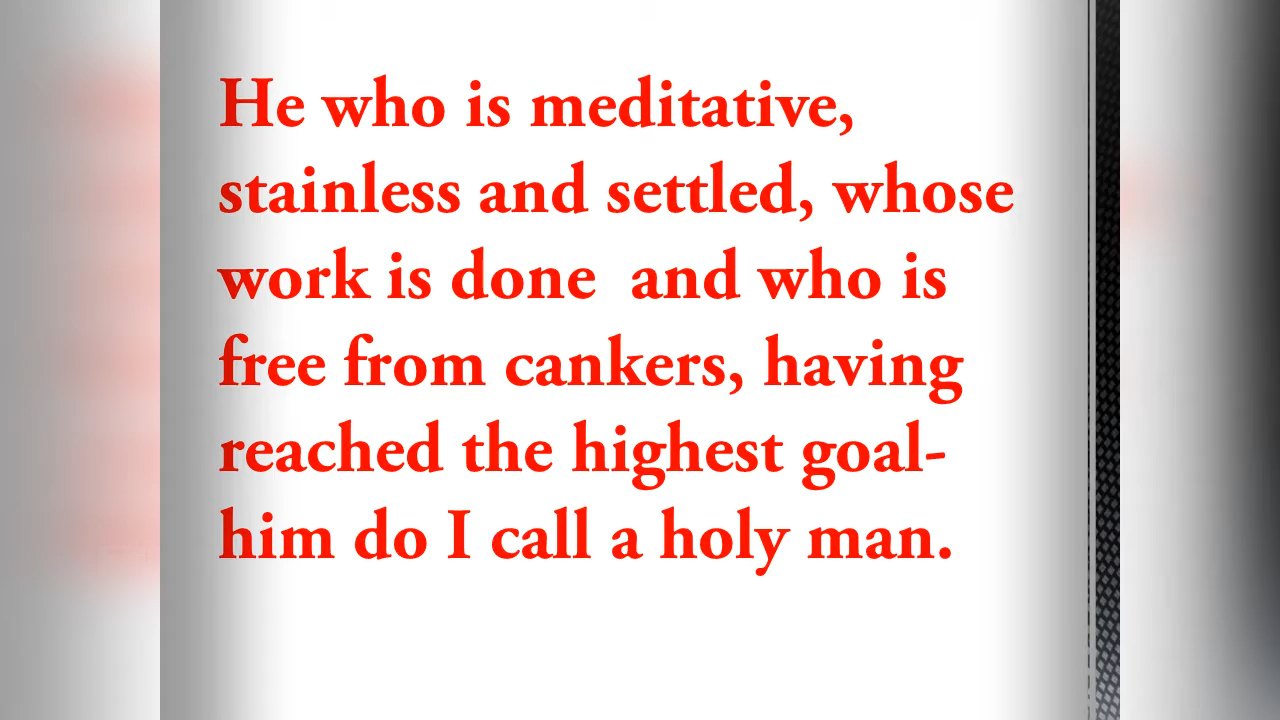 He who is meditative,
stainless and settled, whose
work is done  and who is
free from cankers, having
reached the highest goal-
him do I call a holy man.